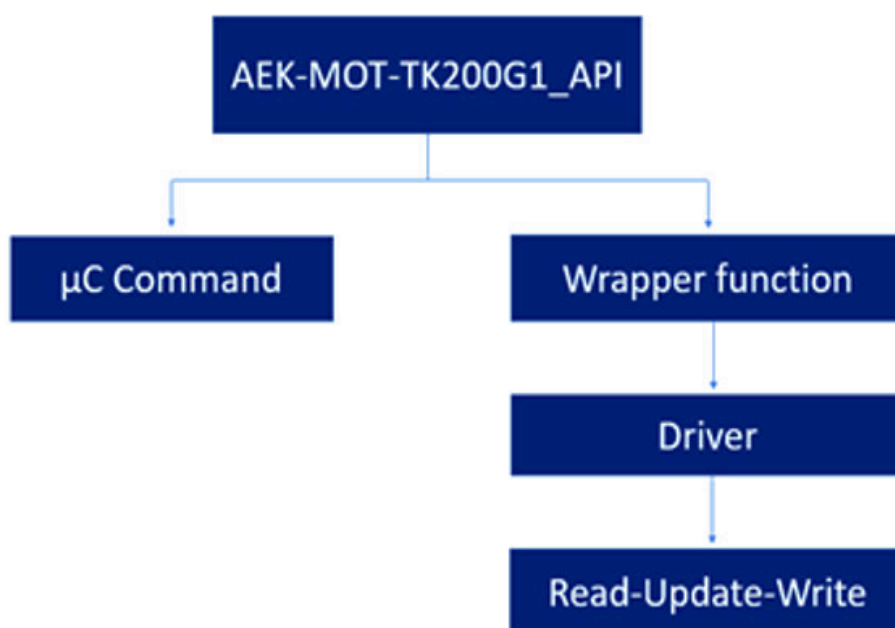 AEK-MOT-TK200G1_API
µC Command
Wrapper function
Driver
Read-Update-Write